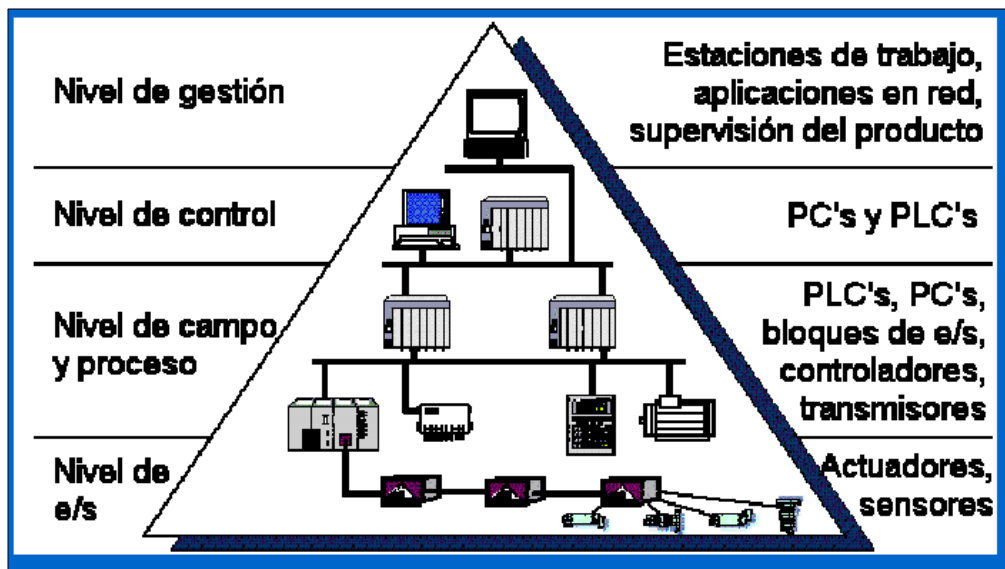 Nivel de gestión
Estaciones de trabajo,
aplicaciones en red,
supervisión del producto
Nivel de control
PC's y PLC's
Nivel de campo
y proceso
PLC's, PC's,
bloques de e/s,
controladores,
transmisores
Nivel de
e/s
Actuadores,
sensores